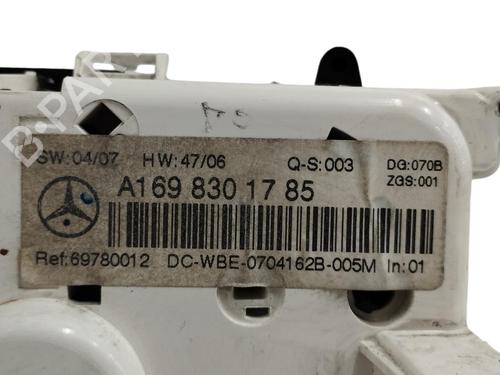 B-PARTS
SW: 04/07 HW: 47/06 Q-S: 003 DG:070B
ZGS:001
A169 830 17 85
Ref:69780012 DC-WBE-0704162B-005M In:01